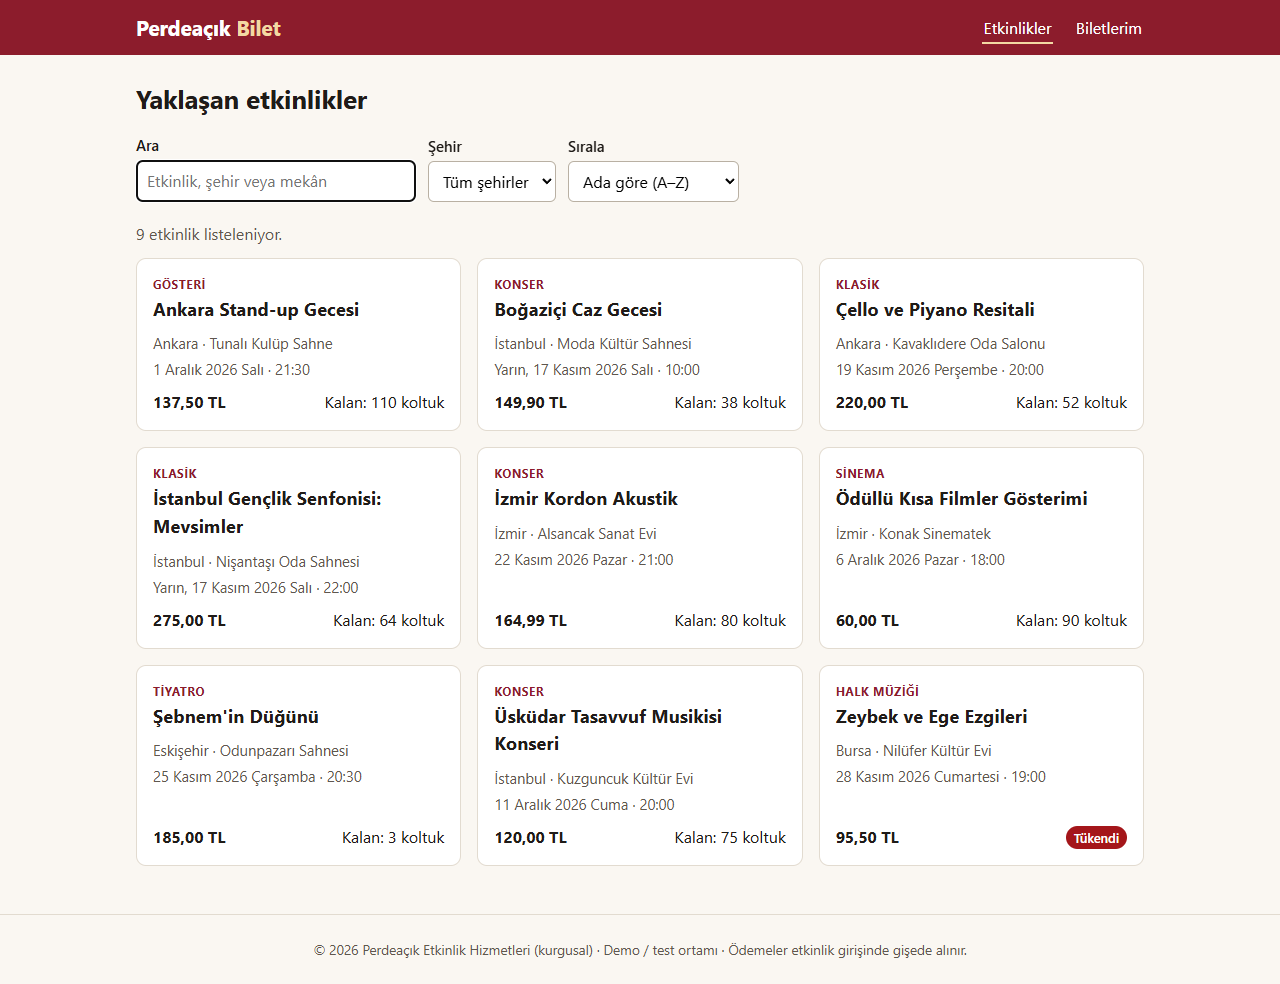 Perdeaçık Bilet
Etkinlikler
Biletlerim
Yaklaşan etkinlikler
Ara
Şehir
Sırala
Etkinlik, şehir veya mekân
Tüm şehirler
Ada göre (A–Z)
9 etkinlik listeleniyor.
GÖSTERİ
Ankara Stand-up Gecesi
Ankara · Tunalı Kulüp Sahne
1 Aralık 2026 Salı · 21:30
137,50 TL
Kalan: 110 koltuk
KONSER
Boğaziçi Caz Gecesi
İstanbul · Moda Kültür Sahnesi
Yarın, 17 Kasım 2026 Salı · 10:00
149,90 TL
Kalan: 38 koltuk
KLASİK
Çello ve Piyano Resitali
Ankara · Kavaklıdere Oda Salonu
19 Kasım 2026 Perşembe · 20:00
220,00 TL
Kalan: 52 koltuk
KLASİK
İstanbul Gençlik Senfonisi:
Mevsimler
İstanbul · Nişantaşı Oda Sahnesi
Yarın, 17 Kasım 2026 Salı · 22:00
275,00 TL
Kalan: 64 koltuk
KONSER
İzmir Kordon Akustik
İzmir · Alsancak Sanat Evi
22 Kasım 2026 Pazar · 21:00
164,99 TL
Kalan: 80 koltuk
SİNEMA
Ödüllü Kısa Filmler Gösterimi
İzmir · Konak Sinematek
6 Aralık 2026 Pazar · 18:00
60,00 TL
Kalan: 90 koltuk
TİYATRO
Şebnem'in Düğünü
Eskişehir · Odunpazarı Sahnesi
25 Kasım 2026 Çarşamba · 20:30
185,00 TL
Kalan: 3 koltuk
KONSER
Üsküdar Tasavvuf Musikisi
Konseri
İstanbul · Kuzguncuk Kültür Evi
11 Aralık 2026 Cuma · 20:00
120,00 TL
Kalan: 75 koltuk
HALK MÜZİĞİ
Zeybek ve Ege Ezgileri
Bursa · Nilüfer Kültür Evi
28 Kasım 2026 Cumartesi · 19:00
95,50 TL
Tükendi
© 2026 Perdeaçık Etkinlik Hizmetleri (kurgusal) · Demo / test ortamı · Ödemeler etkinlik girişinde gişede alınır.